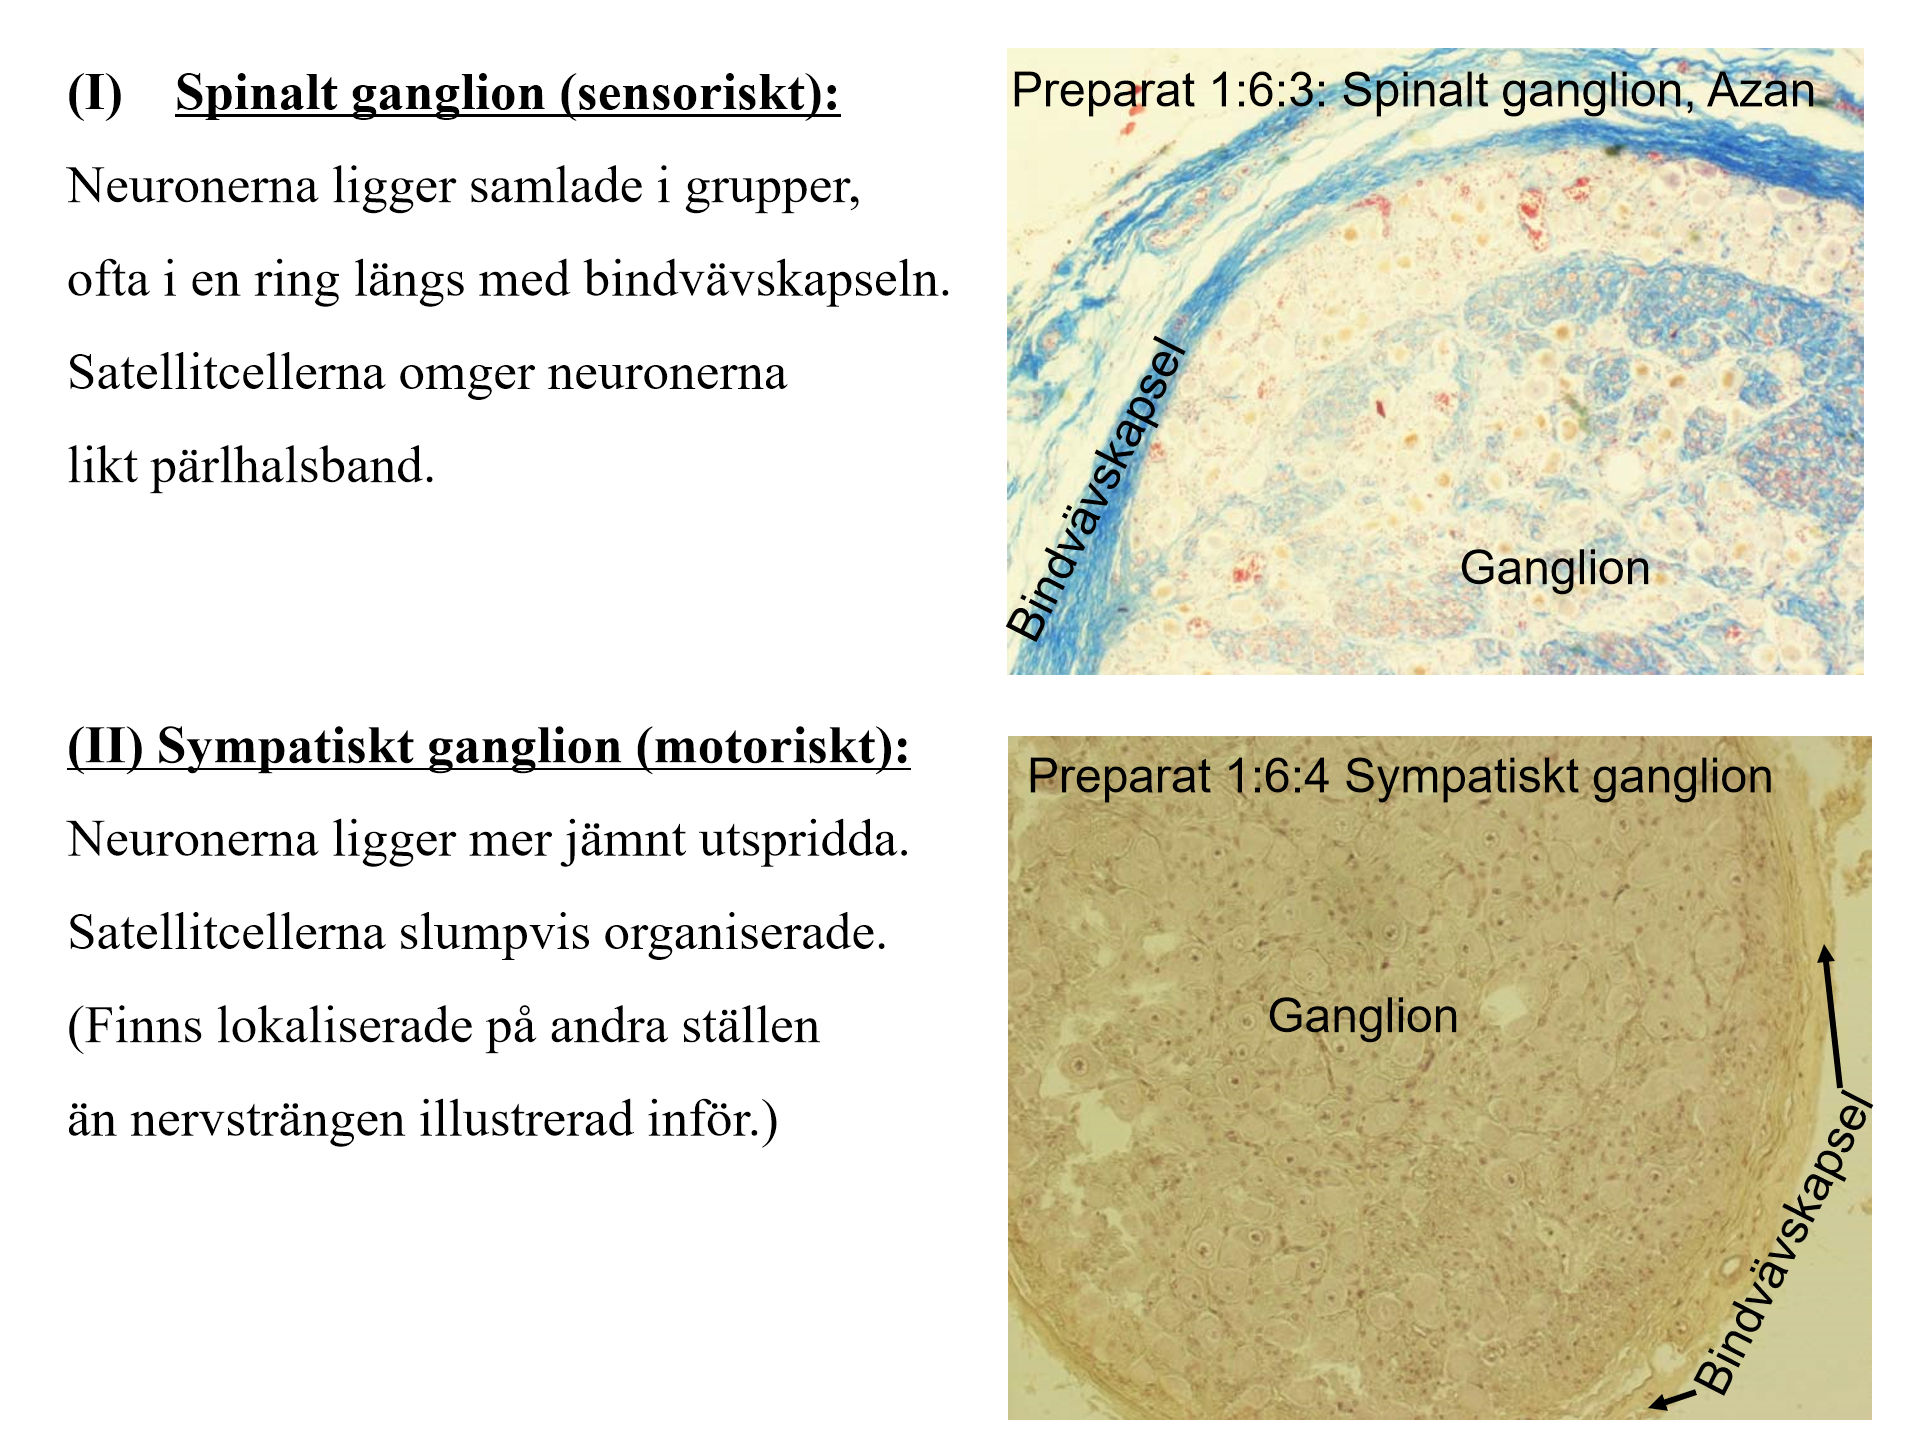 (I) Spinalt ganglion (sensoriskt):
Neuronerna ligger samlade i grupper,
ofta i en ring längs med bindvävskapseln.
Satellitcellerna omger neuronerna
likt pärlhalsband.
Preparat 1:6:3: Spinalt ganglion, Azan
Bindvävskapsel
Ganglion
(II) Sympatiskt ganglion (motoriskt):
Neuronerna ligger mer jämnt utspridda.
Satellitcellerna slumpvis organiserade.
(Finns lokaliserade på andra ställen
än nervsträngen illustrerad inför.)
Preparat 1:6:4 Sympatiskt ganglion
Ganglion
Bindvävskapsel